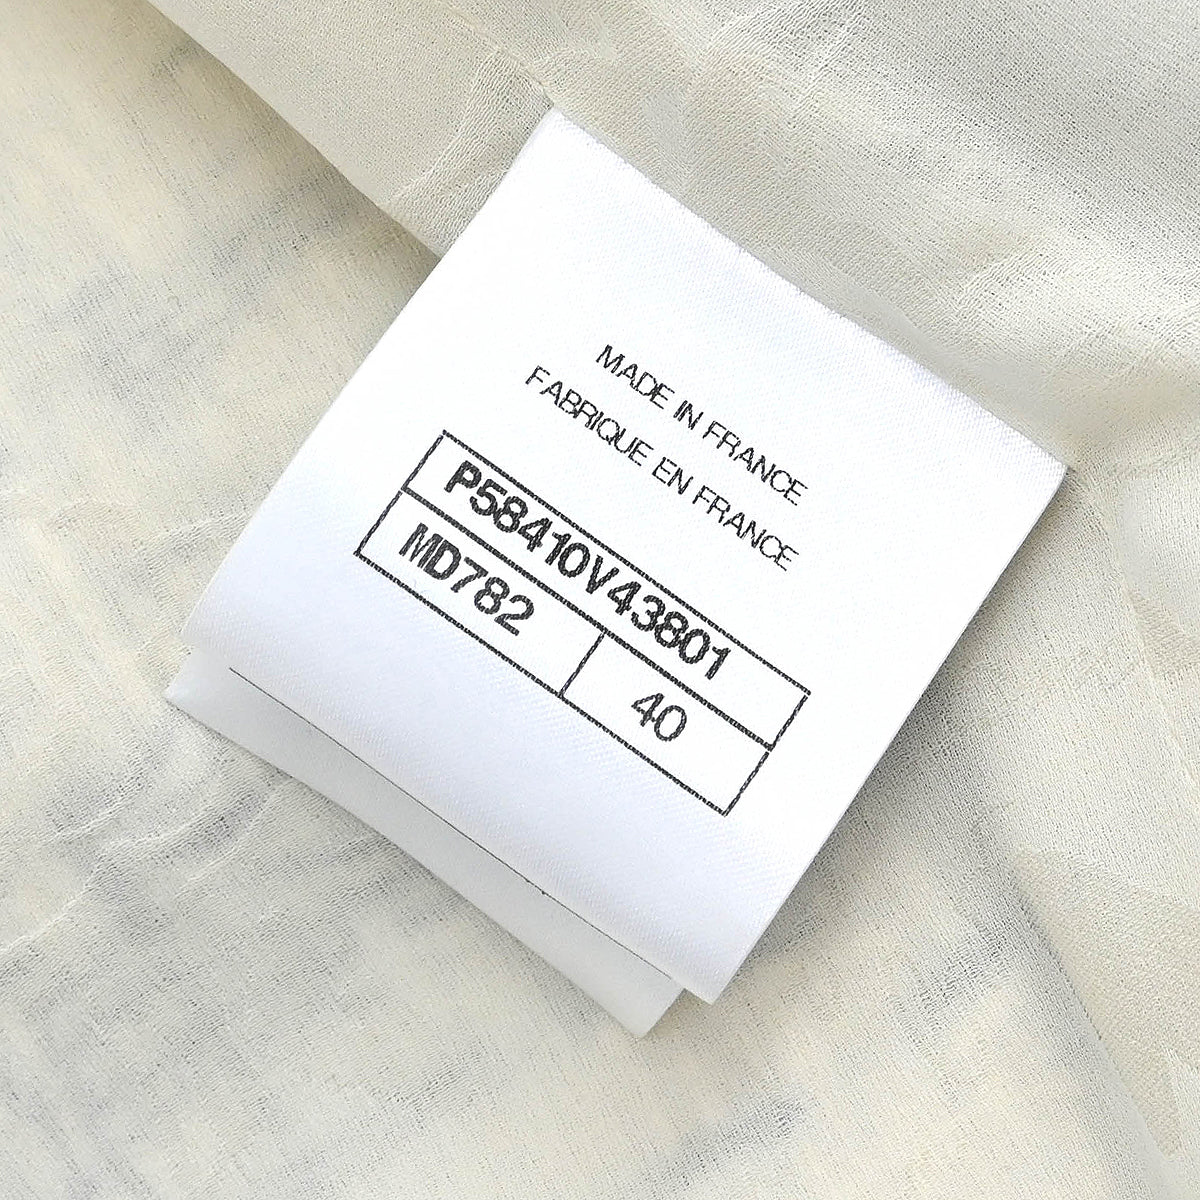 MADE IN FRANCE
FABRIQUE EN FRANCE
P58410V43801
MD782
40